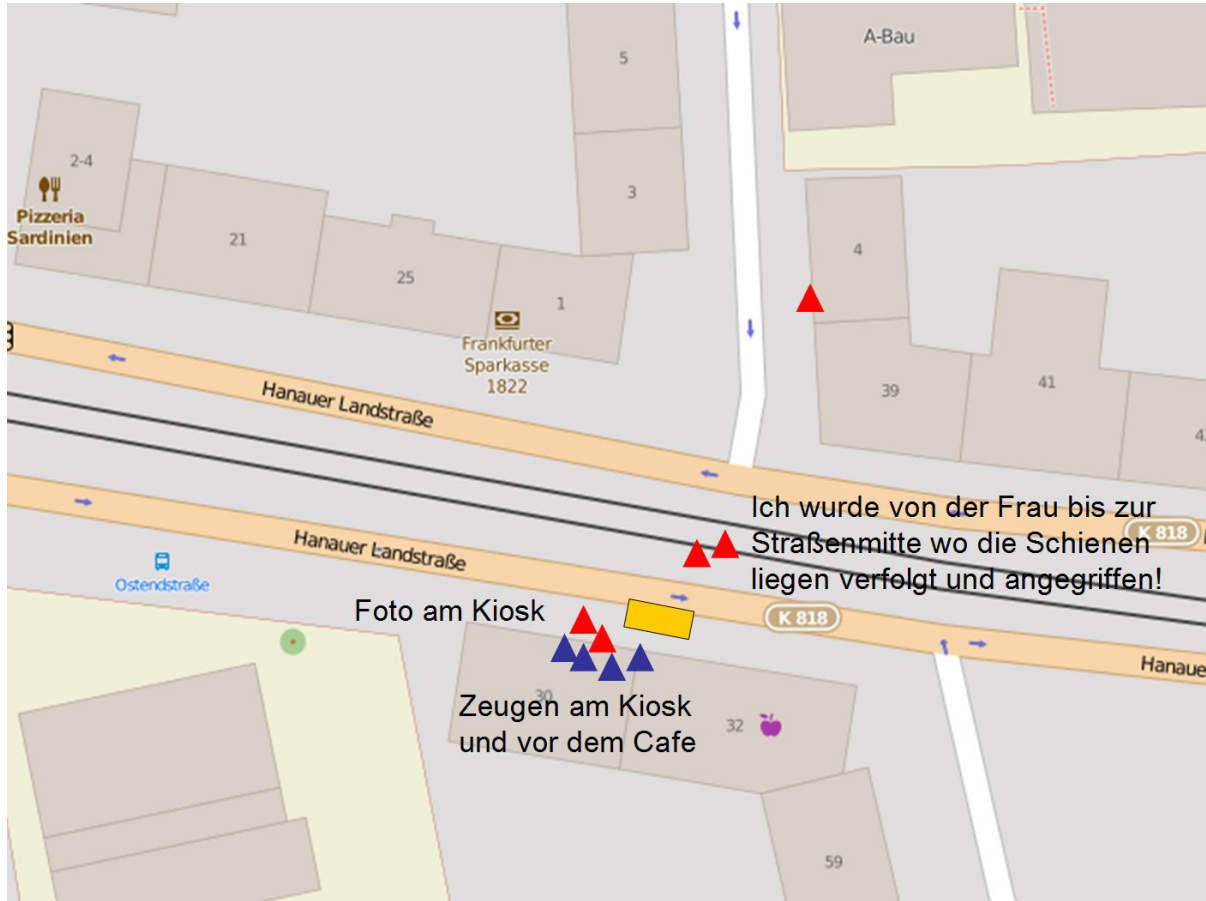 A-Bau
5
2-4
3
Pizzeria
Sardinien
21
4
25
1
Frankfurter
Sparkasse
1822
41
39
Hanauer Landstraße
Ich wurde von der Frau bis zur
Straßenmitte wo die Schienen
liegen verfolgt und angegriffen!
K 818
Hanauer Landstraße
Ostendstraße
Foto am Kiosk
K 818
Hanauer
30
Zeugen am Kiosk
und vor dem Cafe
32
59